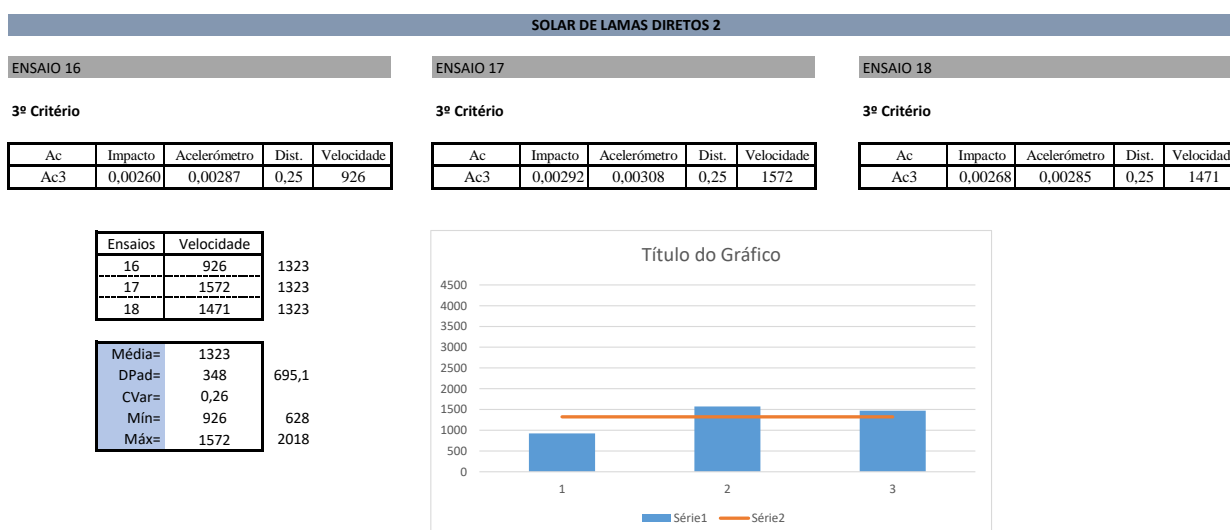 SOLAR DE LAMAS DIRETOS 2
ENSAIO 16 ENSAIO 17 ENSAIO 18
3º Critério 3º Critério 3º Critério
Ac Impacto Acelerómetro Dist. Velocidade Ac Impacto Acelerómetro Dist. Velocidade Ac Impacto Acelerómetro Dist. Velocidad
Ac3 0,00260 0,00287 0,25 926 Ac3 0,00292 0,00308 0,25 1572 Ac3 0,00268 0,00285 0,25 1471
Ensaios Velocidade
16 926 1323
17 1572 1323
18 1471 1323
Média= 1323
DPad= 348 695,1
CVar= 0,26
Mín= 926 628
Máx= 1572 2018
Título do Gráfico
4500
4000
3500
3000
2500
2000
1500
1000
500
0
1 2 3
Série1 Série2